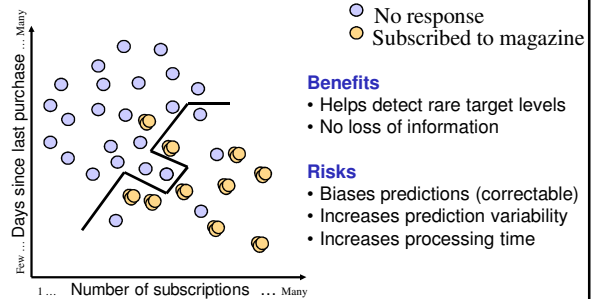 No response
Subscribed to magazine
Few … Days since last purchase … Many
Benefits
• Helps detect rare target levels
• No loss of information
Risks
• Biases predictions (correctable)
• Increases prediction variability
• Increases processing time
1 … Number of subscriptions … Many